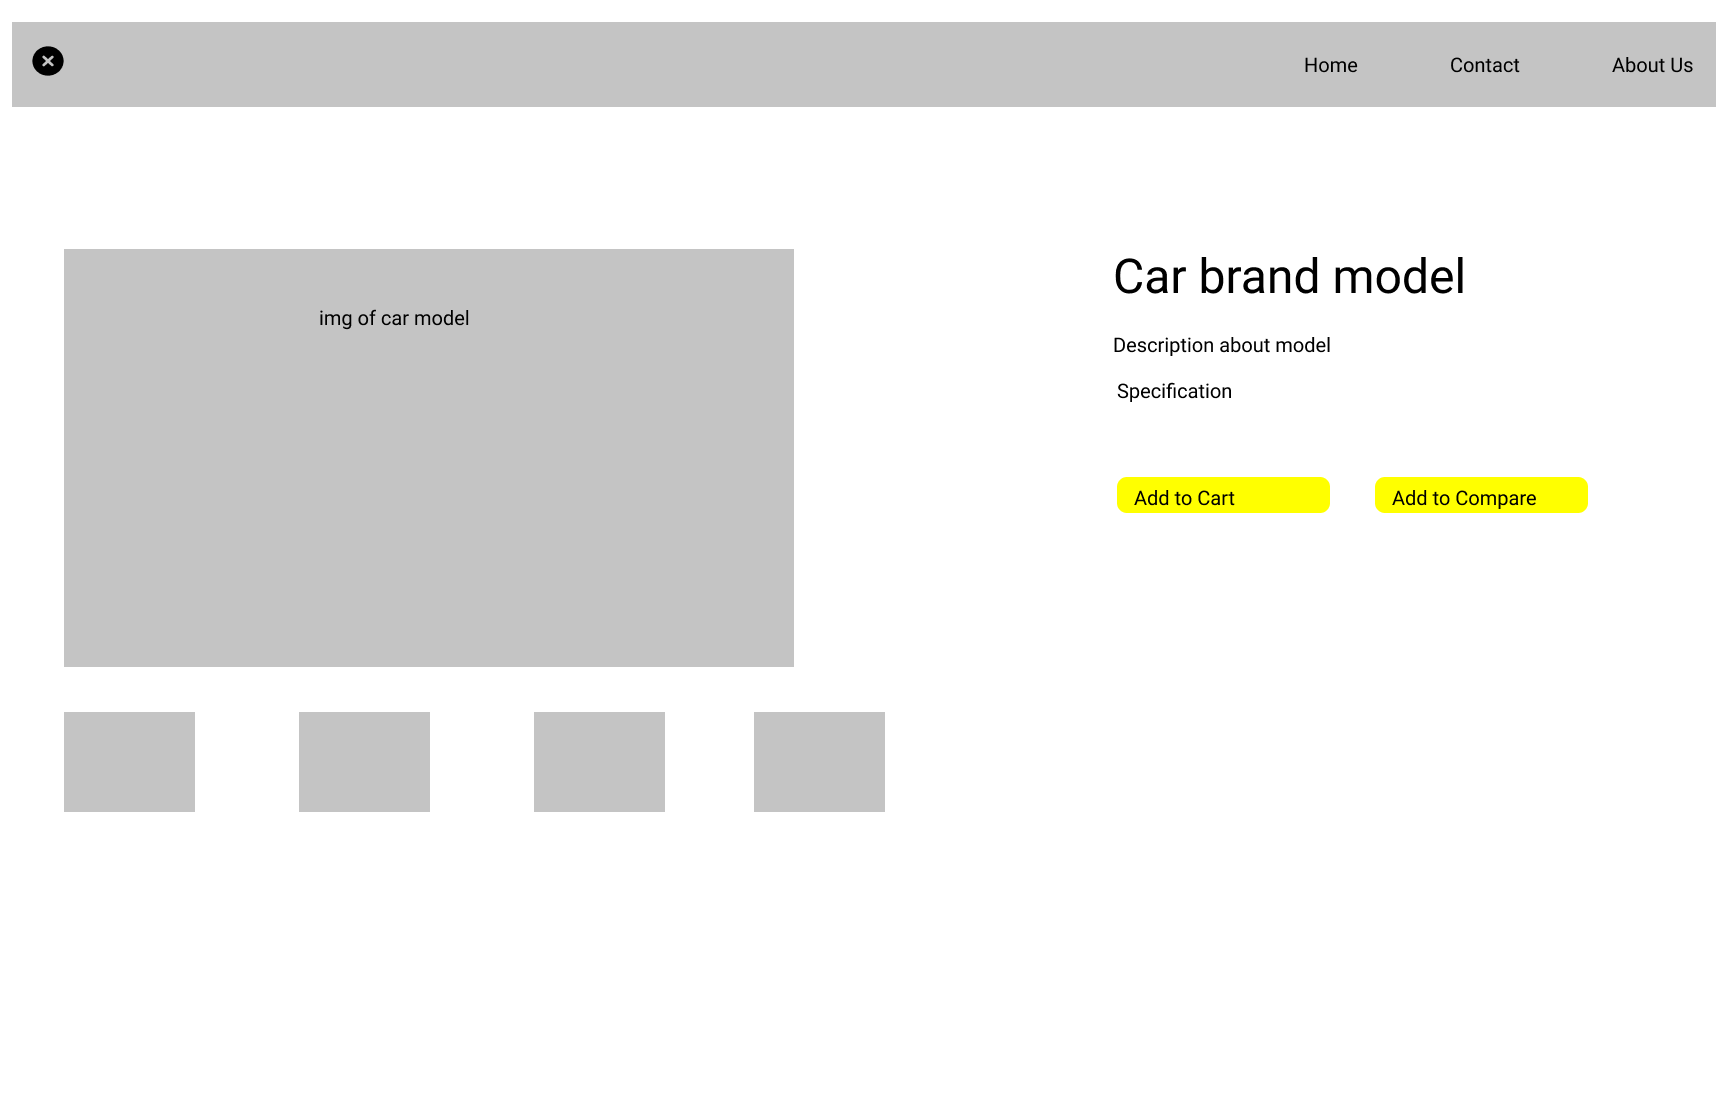 Home
Contact
About Us
img of car model
Car brand model
Description about model
Specification
Add to Cart
Add to Compare